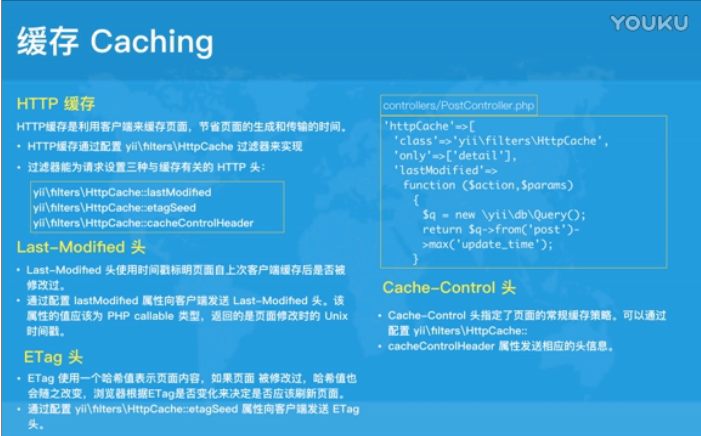 YOUKU
缓存 Caching
HTTP 缓存
HTTP缓存是利用客户端来缓存页面，节省页面的生成和传输的时间。
• HTTP缓存通过配置 yii\filters\HttpCache 过滤器来实现
• 过滤器能为请求设置三种与缓存有关的 HTTP 头：
yii\filters\HttpCache::lastModified
yii\filters\HttpCache::etagSeed
yii\filters\HttpCache::cacheControlHeader
Last-Modified 头
• Last-Modified 头使用时间戳标明页面自上次客户端缓存后是否被
修改过。
• 通过配置 lastModified 属性向客户端发送 Last-Modified 头。该
属性的值应该为 PHP callable 类型，返回的是页面修改时的 Unix
时间戳。
ETag 头
• ETag 使用一个哈希值表示页面内容，如果页面 被修改过，哈希值也
会随之改变，浏览器根据ETag是否变化来决定是否应该刷新页面。
• 通过配置 yii\filters\HttpCache::etagSeed 属性向客户端发送 ETag
头。
controllers/PostController.php
'httpCache'=>[
'class'=>'yii\filters\HttpCache',
'only'=>['detail'],
'lastModified'=>
function ($action,$params)
{
$q = new \yii\db\Query();
return $q->from('post')-
>max('update_time');
}
Cache-Control 头
• Cache-Control 头指定了页面的常规缓存策略。可以通过
配置 yii\filters\HttpCache::
• cacheControlHeader 属性发送相应的头信息。